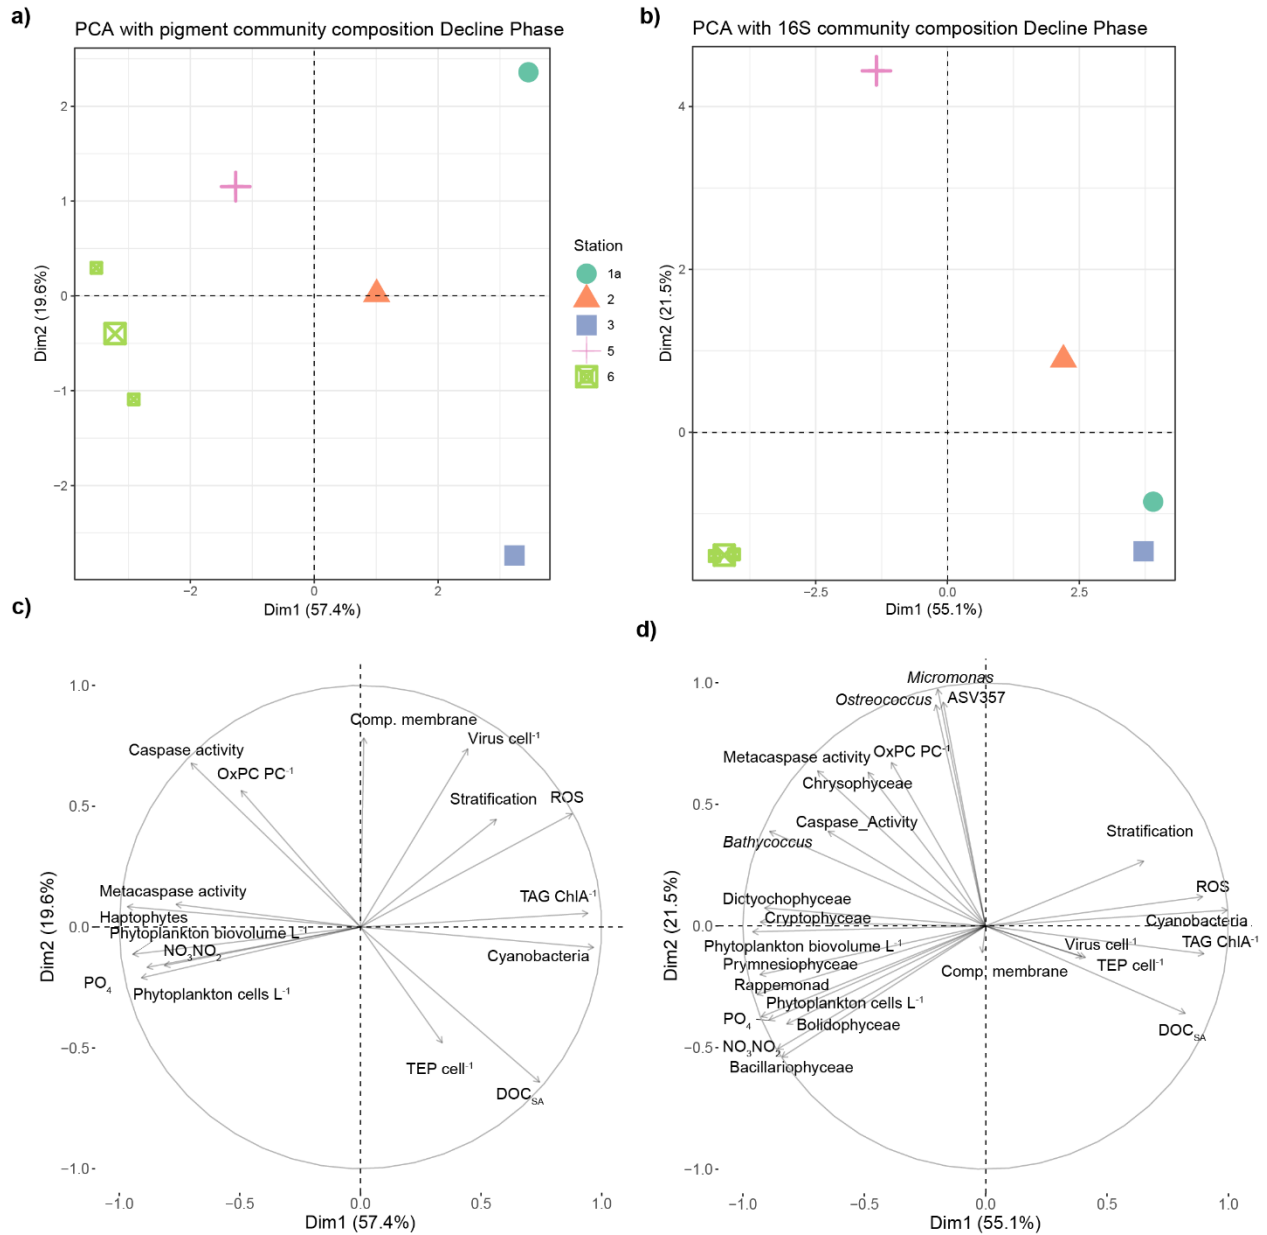 a)
PCA with pigment community composition Decline Phase
2
1
0
−1
−2
Dim2 (19.6%)
−2
0
2
Dim1 (57.4%)
Station
1a
2
3
5
6
b)
PCA with 16S community composition Decline Phase
4
2
0
Dim2 (21.5%)
−2.5
0.0
2.5
Dim1 (55.1%)
c)
1.0
0.5
0.0
−0.5
−1.0
Dim2 (19.6%)
Comp. membrane
Virus cell⁻¹
Caspase activity
OxPC PC⁻¹
Stratification
ROS
Metacaspase activity
TAG ChlA⁻¹
Haptophytes
Phytoplankton biovolume L⁻¹
NO₃NO₂
Cyanobacteria
PO₄
Phytoplankton cells L⁻¹
TEP cell⁻¹
DOC_SA
−1.0
−0.5
0.0
0.5
1.0
Dim1 (57.4%)
d)
1.0
0.5
0.0
−0.5
−1.0
Dim2 (21.5%)
Micromonas
Ostreococcus
ASV357
Metacaspase activity
OxPC PC⁻¹
Chrysophyceae
Caspase_Activity
Bathycoccus
Stratification
Dictyochophyceae
ROS
Cryptophyceae
Cyanobacteria
Phytoplankton biovolume L⁻¹
Virus cell⁻¹
TAG ChlA⁻¹
Prymnesiophyceae
Comp. membrane
TEP cell⁻¹
Rappemonad
Phytoplankton cells L⁻¹
PO₄
Bolidophyceae
DOC_SA
NO₃NO₂
Bacillariophyceae
−1.0
−0.5
0.0
0.5
1.0
Dim1 (55.1%)